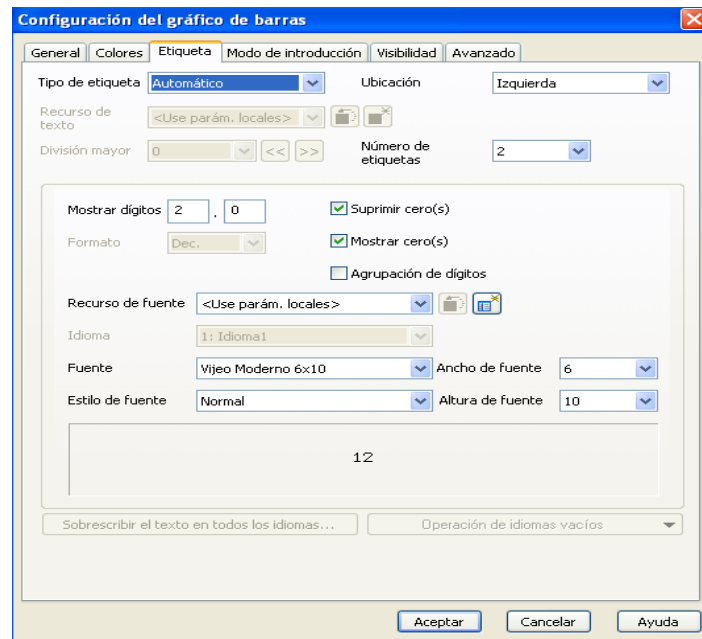 Configuración del gráfico de barras
General Colores Etiqueta Modo de introducción Visibilidad Avanzado
Tipo de etiqueta Automático Ubicación Izquierda
Recurso de texto <Use parám. locales>
División mayor 0 << >> Número de etiquetas 2
Mostrar dígitos 2 . 0 Suprimir cero(s)
Formato Dec. Mostrar cero(s)
Agrupación de dígitos
Recurso de fuente <Use parám. locales>
Idioma 1: Idioma1
Fuente Vijeo Moderno 6x10 Ancho de fuente 6
Estilo de fuente Normal Altura de fuente 10
12
Sobrescribir el texto en todos los idiomas... Operación de idiomas vacíos
Aceptar Cancelar Ayuda